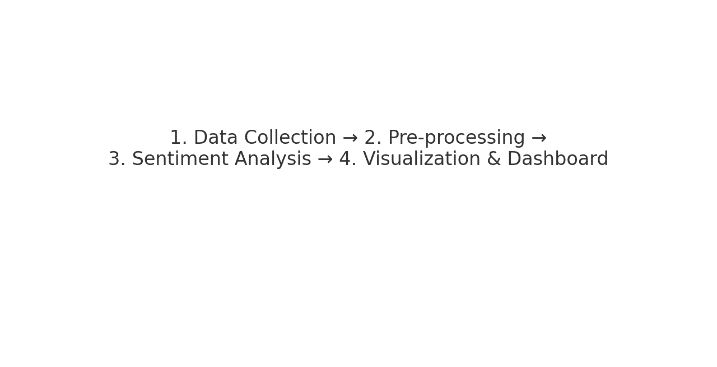 1. Data Collection → 2. Pre-processing →
3. Sentiment Analysis → 4. Visualization & Dashboard